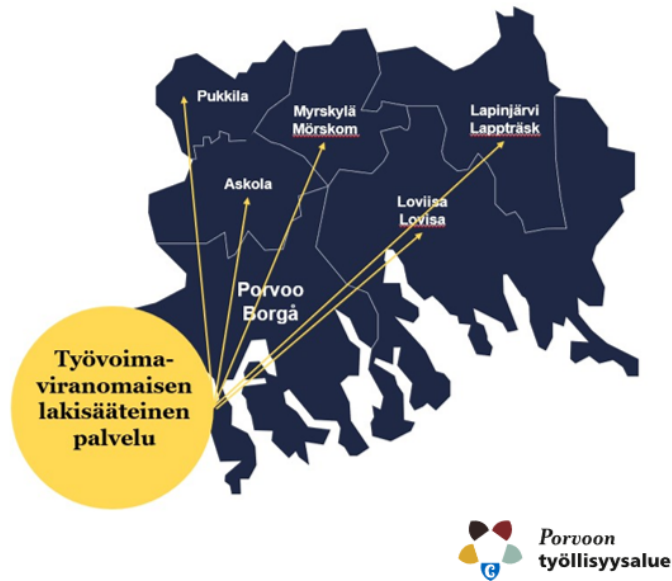 Pukkila
Myrskylä
Mörskom
Lapinjärvi
Lappträsk
Askola
Loviisa
Lovisa
Porvoo
Borgå
Työvoima-
viranomaisen
lakisääteinen
palvelu
Porvoon
työllisyysalue